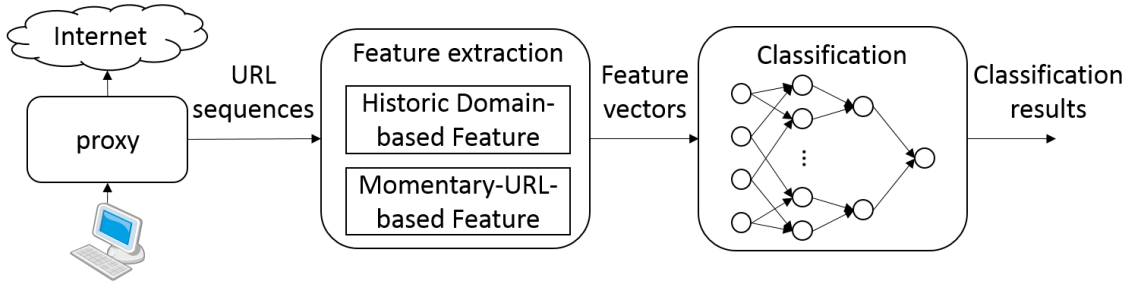 Internet
proxy
URL
sequences
Feature extraction
Historic Domain-
based Feature
Momentary-URL-
based Feature
Feature
vectors
Classification
...
Classification
results